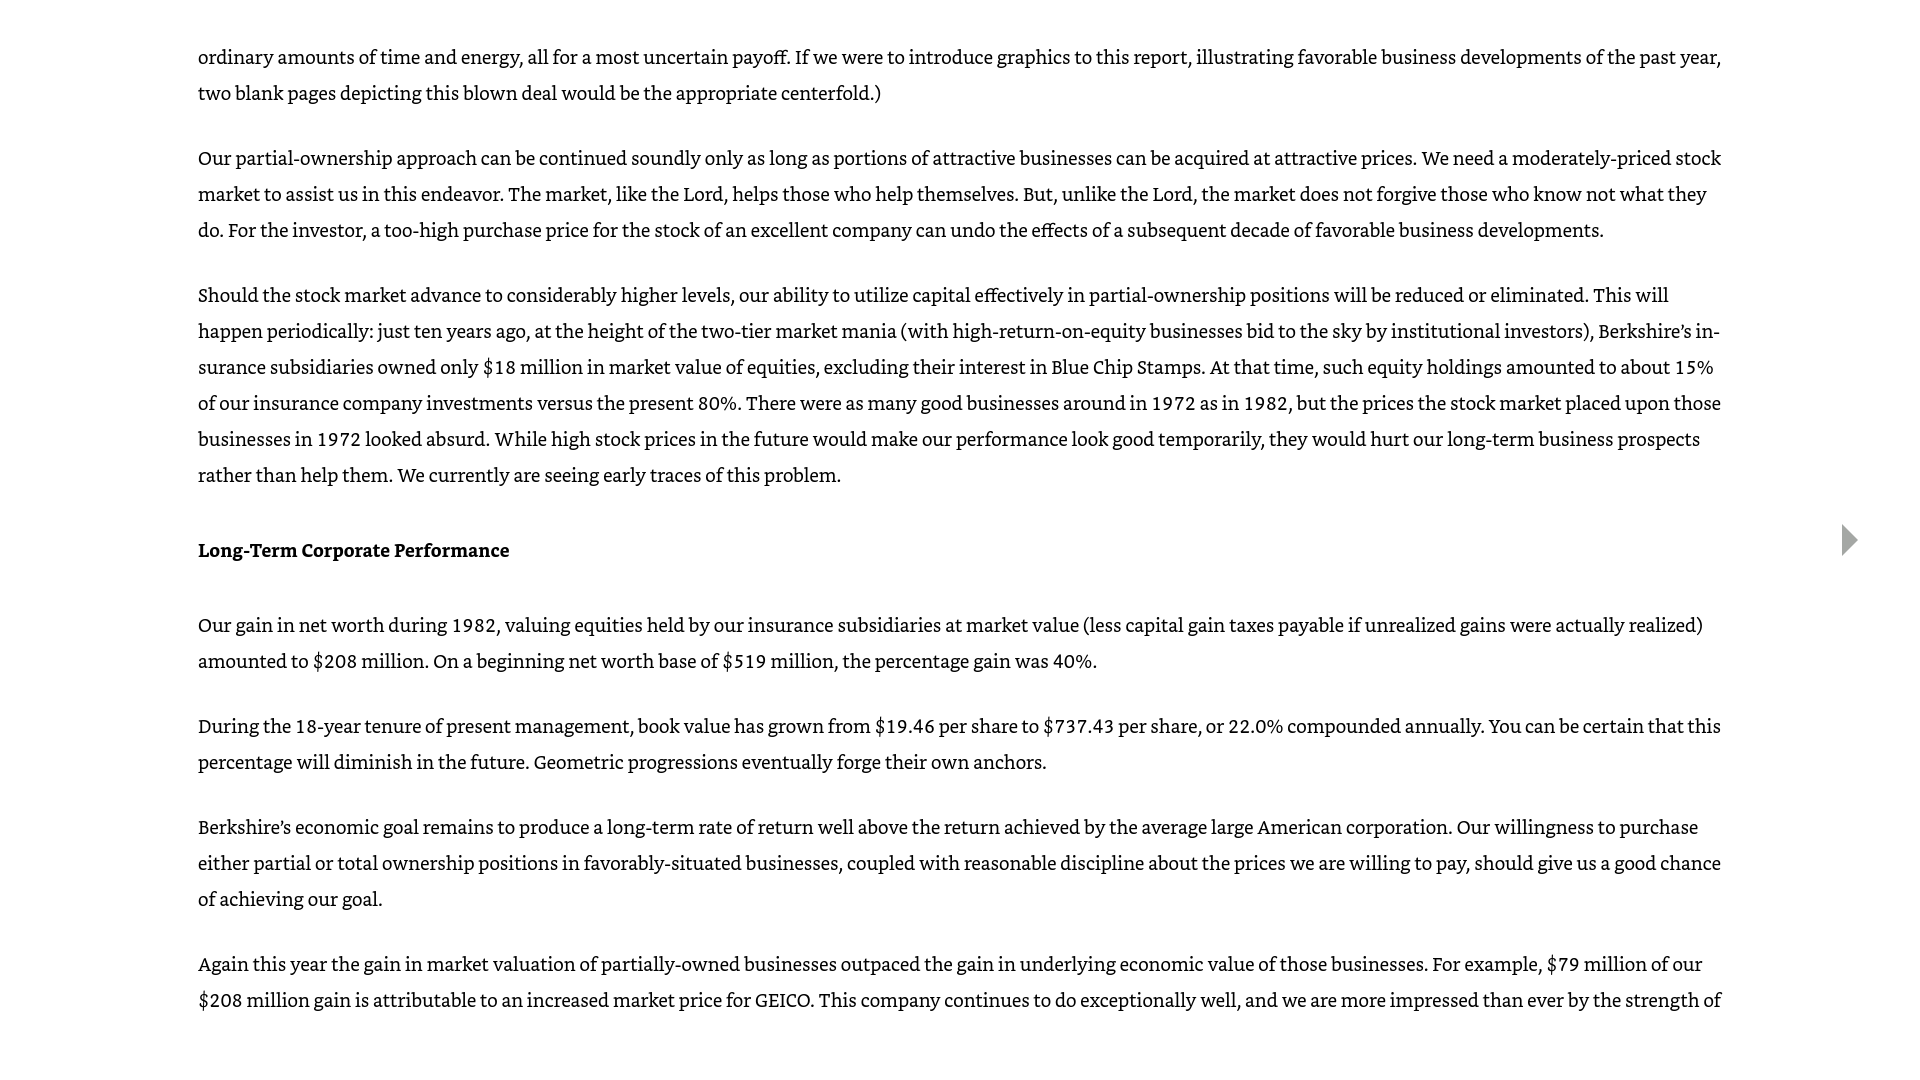 ordinary amounts of time and energy, all for a most uncertain payoff. If we were to introduce graphics to this report, illustrating favorable business developments of the past year,
two blank pages depicting this blown deal would be the appropriate centerfold.)
Our partial-ownership approach can be continued soundly only as long as portions of attractive businesses can be acquired at attractive prices. We need a moderately-priced stock
market to assist us in this endeavor. The market, like the Lord, helps those who help themselves. But, unlike the Lord, the market does not forgive those who know not what they
do. For the investor, a too-high purchase price for the stock of an excellent company can undo the effects of a subsequent decade of favorable business developments.
Should the stock market advance to considerably higher levels, our ability to utilize capital effectively in partial-ownership positions will be reduced or eliminated. This will
happen periodically: just ten years ago, at the height of the two-tier market mania (with high-return-on-equity businesses bid to the sky by institutional investors), Berkshire’s in-
surance subsidiaries owned only $18 million in market value of equities, excluding their interest in Blue Chip Stamps. At that time, such equity holdings amounted to about 15%
of our insurance company investments versus the present 80%. There were as many good businesses around in 1972 as in 1982, but the prices the stock market placed upon those
businesses in 1972 looked absurd. While high stock prices in the future would make our performance look good temporarily, they would hurt our long-term business prospects
rather than help them. We currently are seeing early traces of this problem.
Long-Term Corporate Performance
Our gain in net worth during 1982, valuing equities held by our insurance subsidiaries at market value (less capital gain taxes payable if unrealized gains were actually realized)
amounted to $208 million. On a beginning net worth base of $519 million, the percentage gain was 40%.
During the 18-year tenure of present management, book value has grown from $19.46 per share to $737.43 per share, or 22.0% compounded annually. You can be certain that this
percentage will diminish in the future. Geometric progressions eventually forge their own anchors.
Berkshire’s economic goal remains to produce a long-term rate of return well above the return achieved by the average large American corporation. Our willingness to purchase
either partial or total ownership positions in favorably-situated businesses, coupled with reasonable discipline about the prices we are willing to pay, should give us a good chance
of achieving our goal.
Again this year the gain in market valuation of partially-owned businesses outpaced the gain in underlying economic value of those businesses. For example, $79 million of our
$208 million gain is attributable to an increased market price for GEICO. This company continues to do exceptionally well, and we are more impressed than ever by the strength of